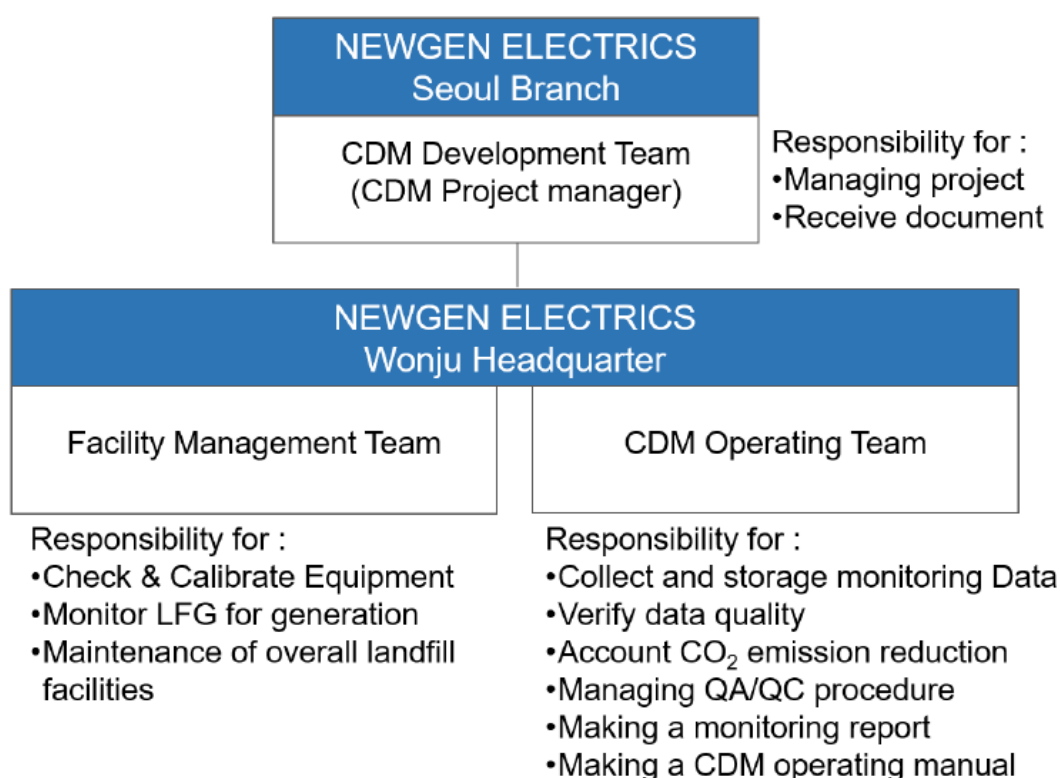 NEWGEN ELECTRICS
Seoul Branch
CDM Development Team
(CDM Project manager)
Responsibility for :
•Managing project
•Receive document
NEWGEN ELECTRICS
Wonju Headquarter
Facility Management Team
CDM Operating Team
Responsibility for :
•Check & Calibrate Equipment
•Monitor LFG for generation
•Maintenance of overall landfill
facilities
Responsibility for :
•Collect and storage monitoring Data
•Verify data quality
•Account CO₂ emission reduction
•Managing QA/QC procedure
•Making a monitoring report
•Making a CDM operating manual